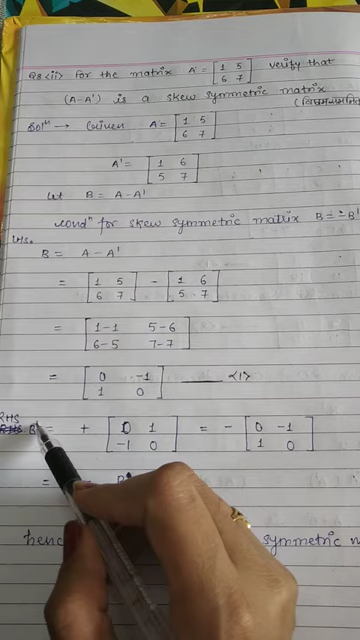 Q8<ii> for the matrix A = [1 5
6 7] verify that
(A-A') is a skew symmetric matrix
Solⁿ → Given A = [1 5
6 7]
A' = [1 6
5 7]
Let B = A - A'
condⁿ for skew symmetric matrix B = -B'
LHS.
B = A - A'
= [1 5
6 7] - [1 6
5 7]
= [1-1 5-6
6-5 7-7]
= [0 -1
1 0] —— <1>
RHS
B = + [0 1
-1 0] = - [0 -1
1 0]
=
symmetric